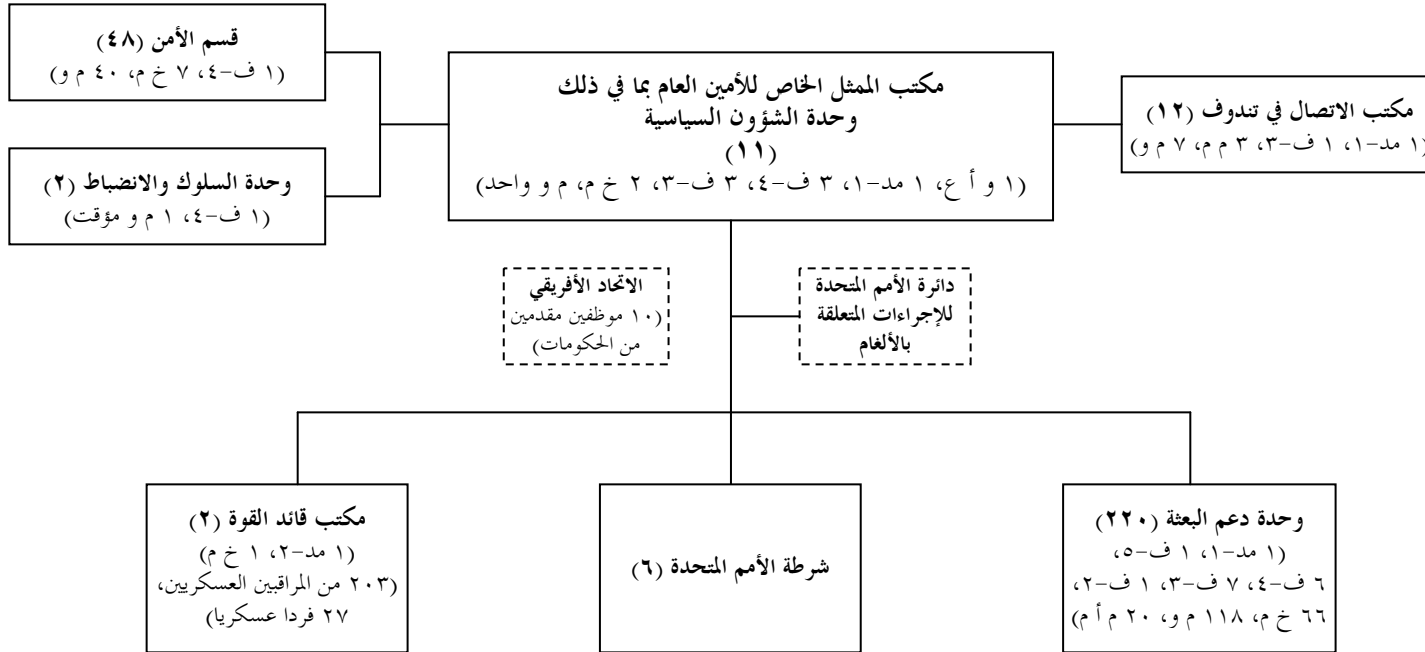 قسم الأمن (٤٨)
(١ ف-٤، ٧ خ م، ٤٠ م و)
وحدة السلوك والانضباط (٢)
(١ ف-٤، ١ م و مؤقت)
مكتب الممثل الخاص للأمين العام بما في ذلك
وحدة الشؤون السياسية
(١١)
(١ و أ ع، ١ مد-١، ٣ ف-٤، ٣ ف-٣، ٢ خ م، م و واحد)
مكتب الاتصال في تندوف (١٢)
(١ مد-١، ١ ف-٣، ٣ م م، ٧ م و)
الاتحاد الأفريقي
(١٠ موظفين مقدمين
من الحكومات)
دائرة الأمم المتحدة
للإجراءات المتعلقة
بالألغام
مكتب قائد القوة (٢)
(١ مد-٢، ١ خ م)
(٢٠٣ من المراقبين العسكريين،
٢٧ فردا عسكريا)
شرطة الأمم المتحدة (٦)
وحدة دعم البعثة (٢٢٠)
(١ مد-١، ١ ف-٥،
٦ ف-٤، ٧ ف-٣، ١ ف-٢،
٦٦ خ م، ١١٨ م و، ٢٠ م أ م)